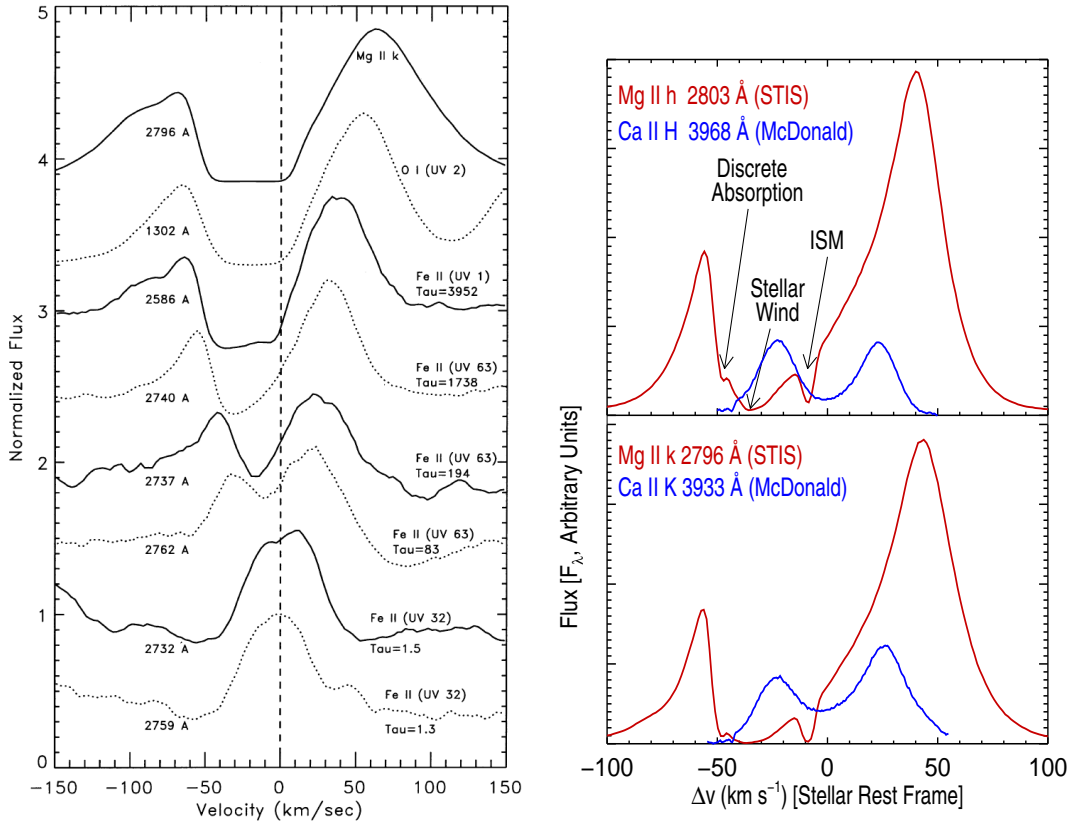 5
4
3
2
1
0
Normalized Flux
Mg II k
2796 A
O I (UV 2)
1302 A
Fe II (UV 1)
Tau=3952
2586 A
Fe II (UV 63)
Tau=1738
2740 A
Fe II (UV 63)
Tau=194
2737 A
Fe II (UV 63)
Tau=83
2762 A
Fe II (UV 32)
Tau=1.5
2732 A
Fe II (UV 32)
Tau=1.3
2759 A
−150 −100 −50 0 50 100 150
Velocity (km/sec)
Mg II h 2803 Å (STIS)
Ca II H 3968 Å (McDonald)
Discrete
Absorption
Stellar
Wind
ISM
Mg II k 2796 Å (STIS)
Ca II K 3933 Å (McDonald)
Flux [Fλ, Arbitrary Units]
−100 −50 0 50 100
Δv (km s⁻¹) [Stellar Rest Frame]